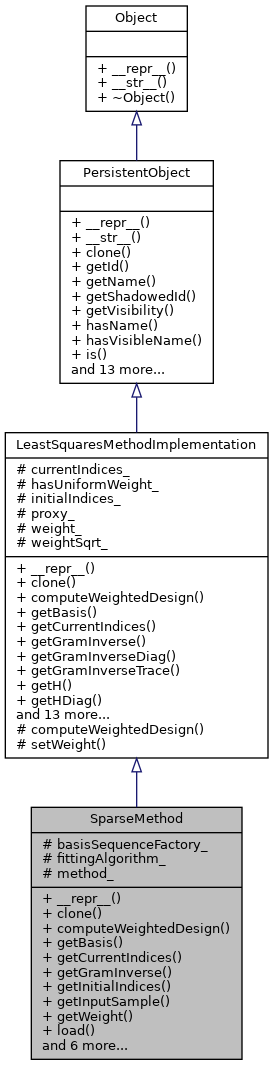 Object
+ __repr__()
+ __str__()
+ ~Object()
PersistentObject
+ __repr__()
+ __str__()
+ clone()
+ getId()
+ getName()
+ getShadowedId()
+ getVisibility()
+ hasName()
+ hasVisibleName()
+ is()
and 13 more...
LeastSquaresMethodImplementation
# currentIndices_
# hasUniformWeight_
# initialIndices_
# proxy_
# weight_
# weightSqrt_
+ __repr__()
+ clone()
+ computeWeightedDesign()
+ getBasis()
+ getCurrentIndices()
+ getGramInverse()
+ getGramInverseDiag()
+ getGramInverseTrace()
+ getH()
+ getHDiag()
and 13 more...
# computeWeightedDesign()
# setWeight()
SparseMethod
# basisSequenceFactory_
# fittingAlgorithm_
# method_
+ __repr__()
+ clone()
+ computeWeightedDesign()
+ getBasis()
+ getCurrentIndices()
+ getGramInverse()
+ getInitialIndices()
+ getInputSample()
+ getWeight()
+ load()
and 6 more...